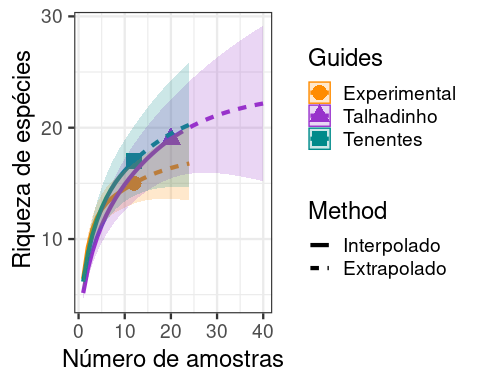 Riqueza de espécies
30
20
10
0
10
20
30
40
Número de amostras
Guides
Experimental
Talhadinho
Tenentes
Method
Interpolado
Extrapolado